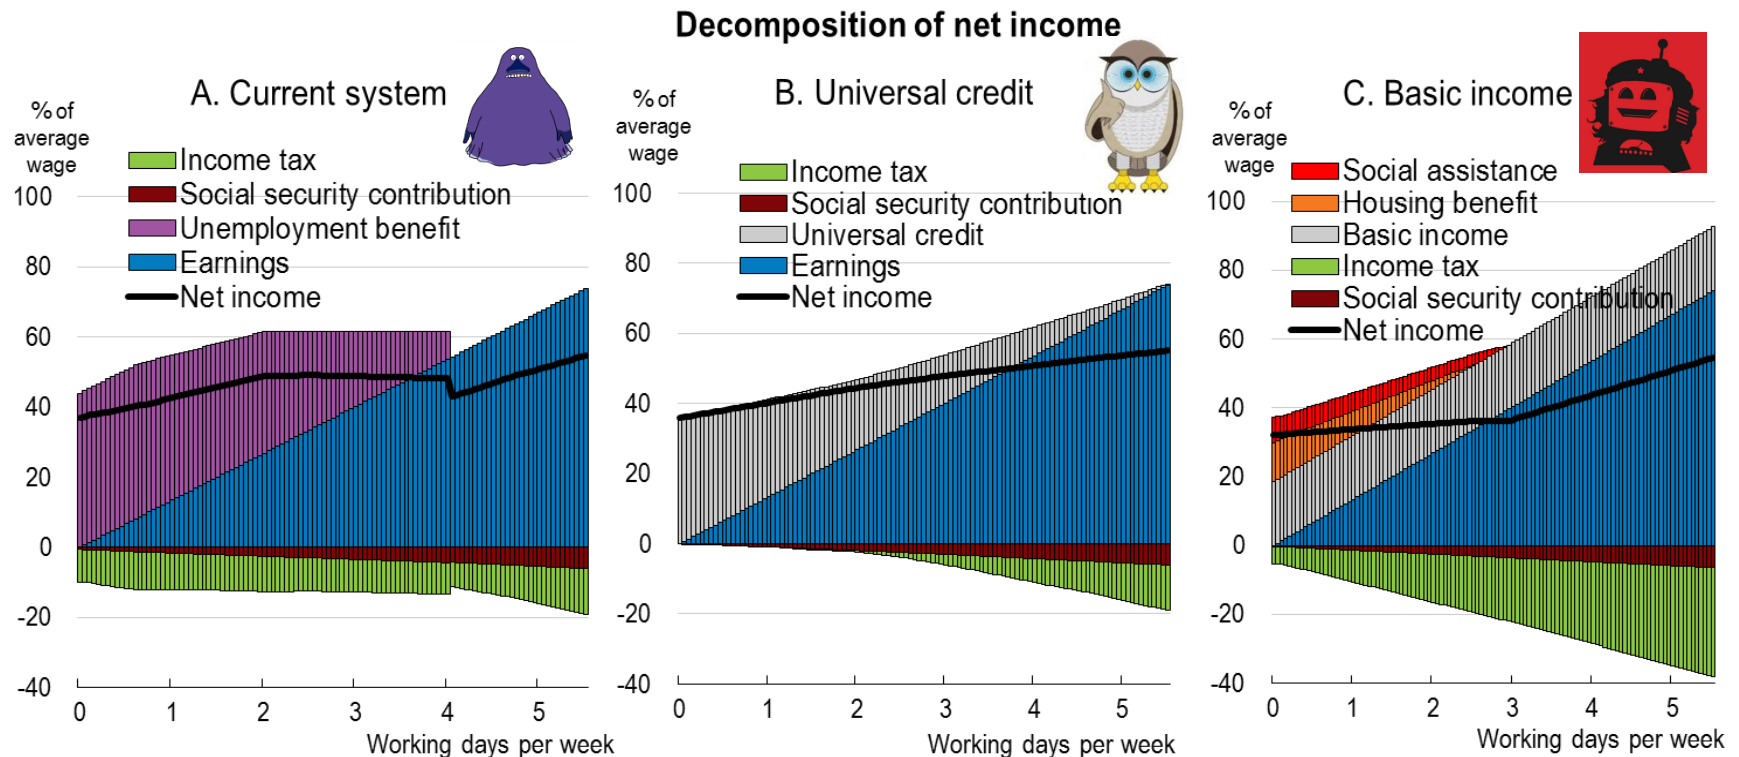 Decomposition of net income
A. Current system
% of
average
wage
Income tax
Social security contribution
Unemployment benefit
Earnings
Net income
100
80
60
40
20
0
-20
-40
0 1 2 3 4 5
Working days per week
B. Universal credit
% of
average
wage
Income tax
Social security contribution
Universal credit
Earnings
Net income
100
80
60
40
20
0
-20
-40
0 1 2 3 4 5
Working days per week
C. Basic income
% of
average
wage
Social assistance
Housing benefit
Basic income
Income tax
Social security contribution
Net income
100
80
60
40
20
0
-20
-40
0 1 2 3 4 5
Working days per week